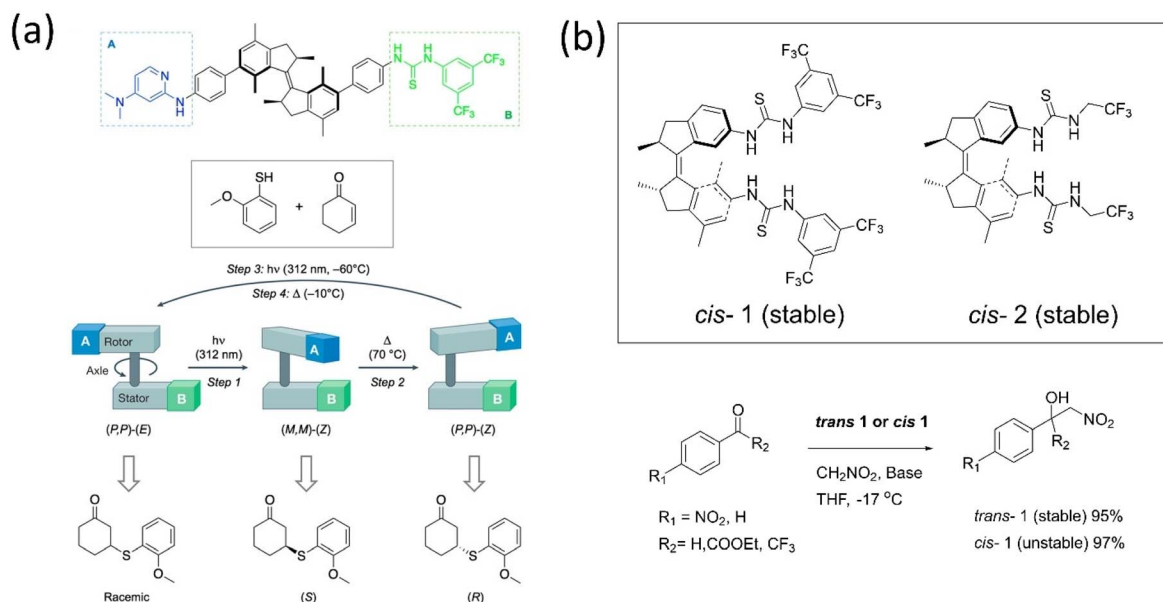 (a)
A
N
N
N
H
H
N
H
N
S
CF3
CF3
B
SH
O
O
+
Step 3: hν (312 nm, –60°C)
Step 4: Δ (–10°C)
A
Rotor
Axle
Stator
B
hν
(312 nm)
Step 1
A
B
Δ
(70 °C)
Step 2
A
B
(P,P)-(E)
(M,M)-(Z)
(P,P)-(Z)
O
S
O
Racemic
O
S
O
(S)
O
S
O
(R)
(b)
F3C
CF3
S
N
H
N
H
H
N
H
N
S
CF3
F3C
cis- 1 (stable)
S
N
H
NH
CF3
H
N
H
N
S
CF3
cis- 2 (stable)
O
R2
R1
R1 = NO2, H
R2= H,COOEt, CF3
trans 1 or cis 1
CH2NO2, Base
THF, -17 °C
OH
NO2
R2
R1
trans- 1 (stable) 95%
cis- 1 (unstable) 97%